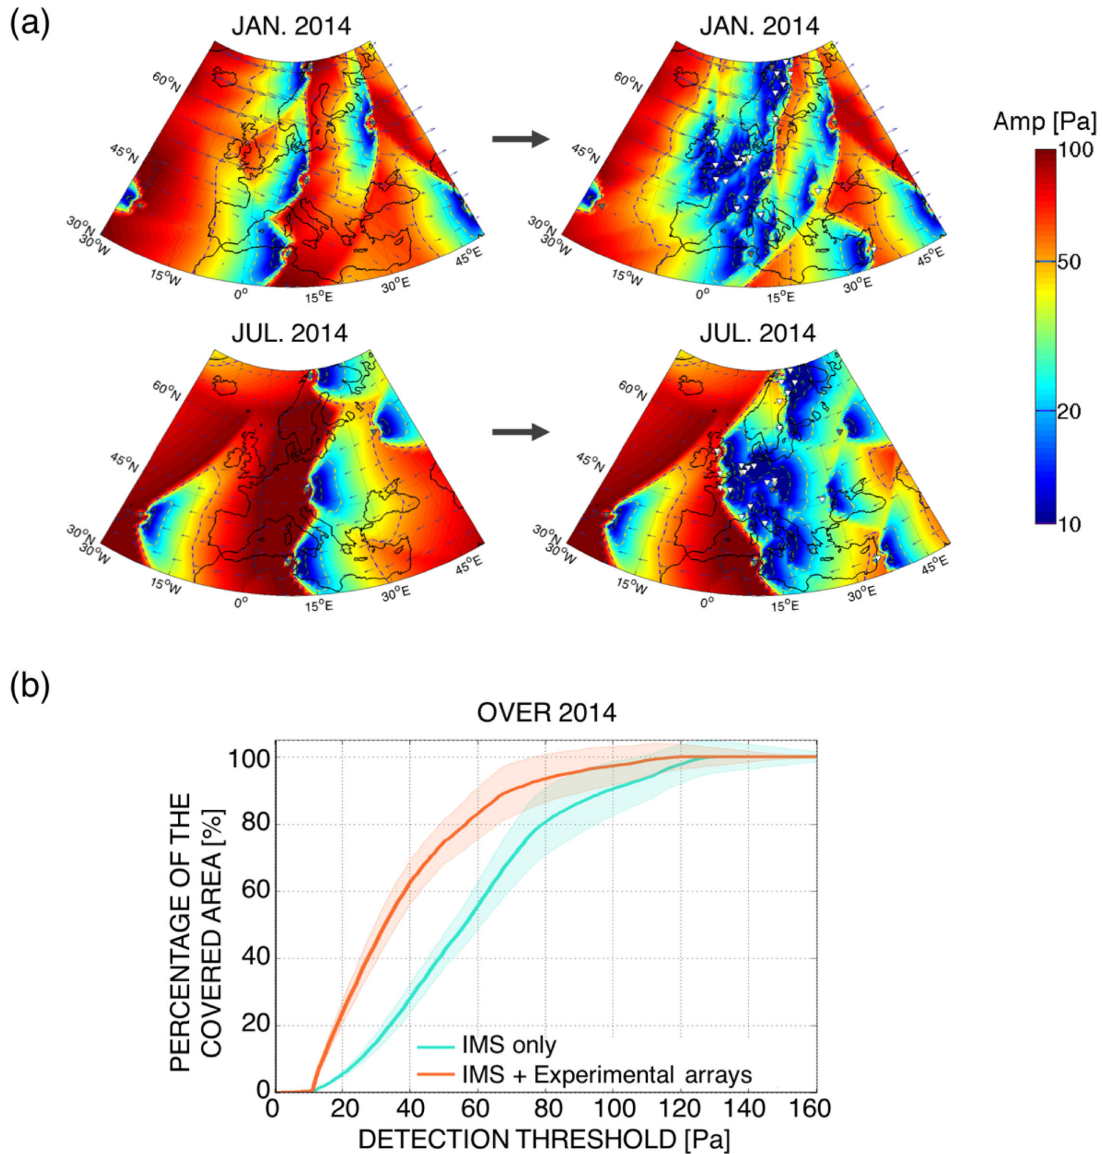 (a)
JAN. 2014
JAN. 2014
60°N
45°N
30°N
30°W
15°W
0°
15°E
30°E
45°E
60°N
45°N
30°N
30°W
15°W
0°
15°E
30°E
45°E
Amp [Pa]
100
50
20
10
JUL. 2014
JUL. 2014
60°N
45°N
30°N
30°W
15°W
0°
15°E
30°E
45°E
60°N
45°N
30°N
30°W
15°W
0°
15°E
30°E
45°E
(b)
OVER 2014
PERCENTAGE OF THE
COVERED AREA [%]
100
80
60
40
20
0
IMS only
IMS + Experimental arrays
0 20 40 60 80 100 120 140 160
DETECTION THRESHOLD [Pa]